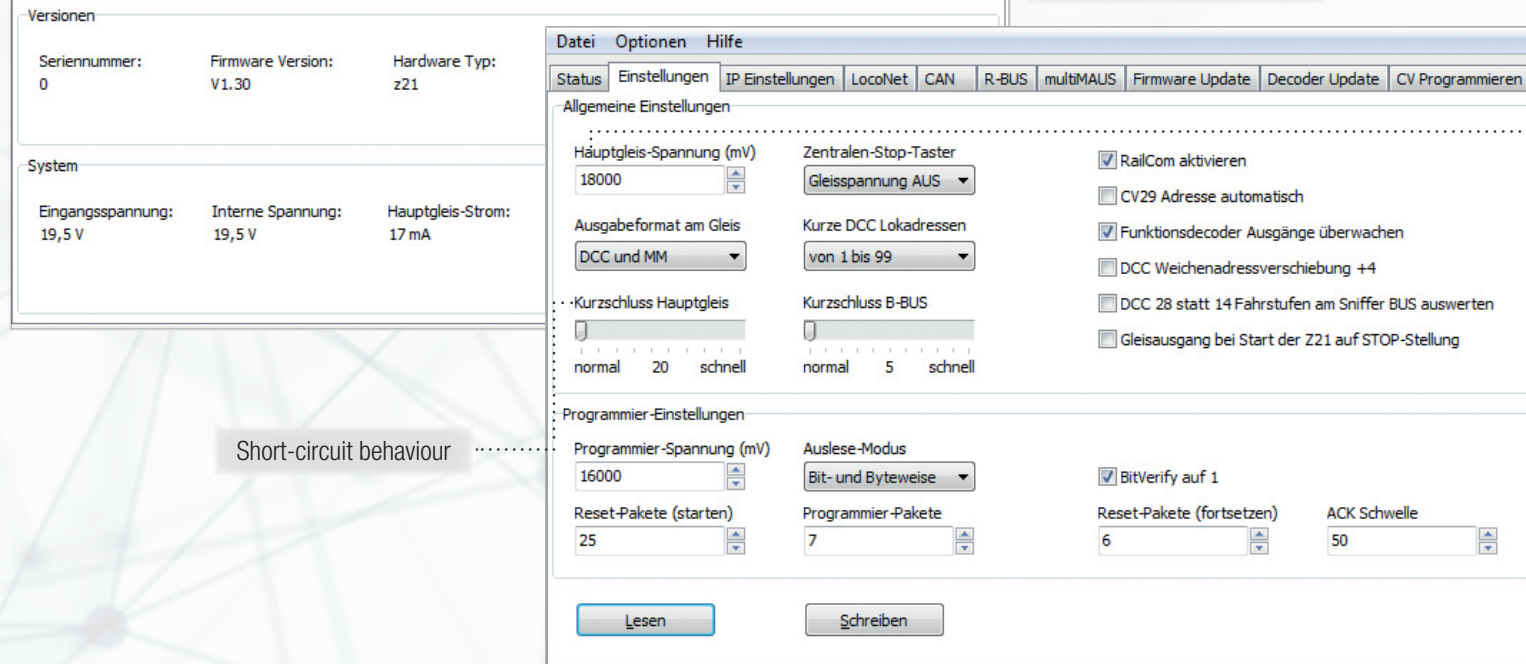 Versionen
Seriennummer: Firmware Version: Hardware Typ:
0 V1.30 z21
System
Eingangsspannung: Interne Spannung: Hauptgleis-Strom:
19,5 V 19,5 V 17 mA
Short-circuit behaviour
Datei Optionen Hilfe
Status Einstellungen IP Einstellungen LocoNet CAN R-BUS multiMAUS Firmware Update Decoder Update CV Programmieren
Allgemeine Einstellungen
Hauptgleis-Spannung (mV) Zentralen-Stop-Taster
18000 Gleisspannung AUS
RailCom aktivieren
CV29 Adresse automatisch
Ausgabeformat am Gleis Kurze DCC Lokadressen
Funktionsdecoder Ausgänge überwachen
DCC und MM von 1 bis 99
DCC Weichenadressverschiebung +4
Kurzschluss Hauptgleis Kurzschluss B-BUS
DCC 28 statt 14 Fahrstufen am Sniffer BUS auswerten
Gleisausgang bei Start der Z21 auf STOP-Stellung
normal 20 schnell normal 5 schnell
Programmier-Einstellungen
Programmier-Spannung (mV) Auslese-Modus
16000 Bit- und Byteweise BitVerify auf 1
Reset-Pakete (starten) Programmier-Pakete Reset-Pakete (fortsetzen) ACK Schwelle
25 7 6 50
Lesen Schreiben